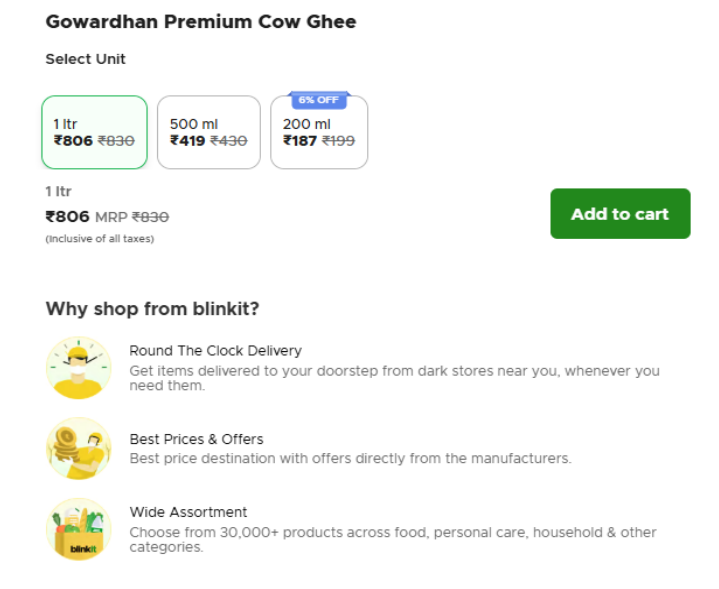 Gowardhan Premium Cow Ghee
Select Unit
6% OFF
1 ltr
₹806 ₹830
500 ml
₹419 ₹430
200 ml
₹187 ₹199
1 ltr
₹806 MRP ₹830
(Inclusive of all taxes)
Add to cart
Why shop from blinkit?
Round The Clock Delivery
Get items delivered to your doorstep from dark stores near you, whenever you
need them.
Best Prices & Offers
Best price destination with offers directly from the manufacturers.
Wide Assortment
Choose from 30,000+ products across food, personal care, household & other
categories.
blinkit